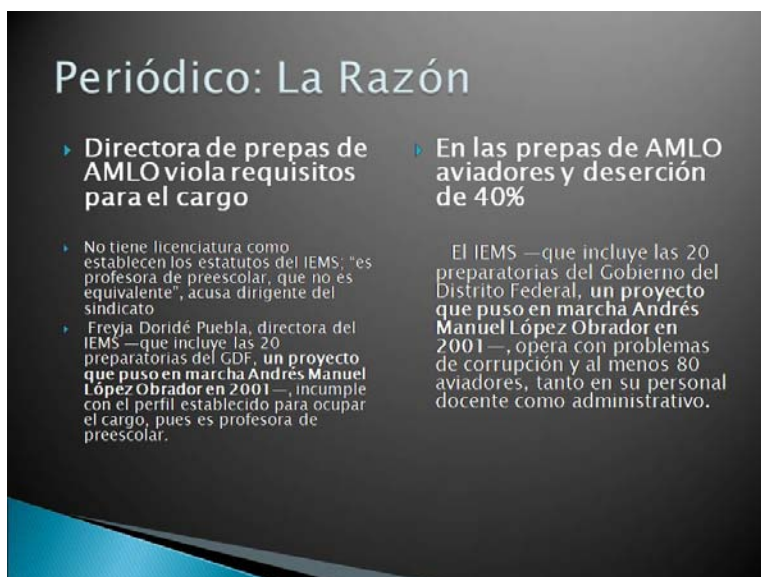 Periódico: La Razón
Directora de prepas de
AMLO viola requisitos
para el cargo
No tiene licenciatura como
establecen los estatutos del IEMS; “es
profesora de preescolar, que no es
equivalente”, acusa dirigente del
sindicato
Freyja Doridé Puebla, directora del
IEMS —que incluye las 20
preparatorias del GDF, un proyecto
que puso en marcha Andrés Manuel
López Obrador en 2001—, incumple
con el perfil establecido para ocupar
el cargo, pues es profesora de
preescolar.
En las prepas de AMLO
aviadores y deserción
de 40%
El IEMS —que incluye las 20
preparatorias del Gobierno del
Distrito Federal, un proyecto
que puso en marcha Andrés
Manuel López Obrador en
2001—, opera con problemas
de corrupción y al menos 80
aviadores, tanto en su personal
docente como administrativo.